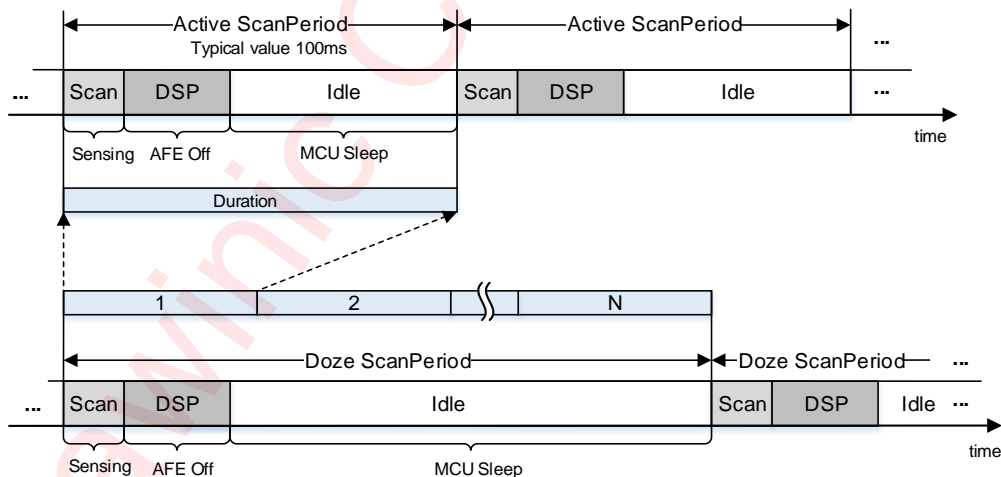 Active ScanPeriod Active ScanPeriod
Typical value 100ms
...
... Scan DSP Idle Scan DSP Idle ...
time
Sensing AFE Off MCU Sleep
Duration
1 2 N
Doze ScanPeriod Doze ScanPeriod ...
... Scan DSP Idle Scan DSP Idle ...
time
Sensing AFE Off MCU Sleep
awinic C